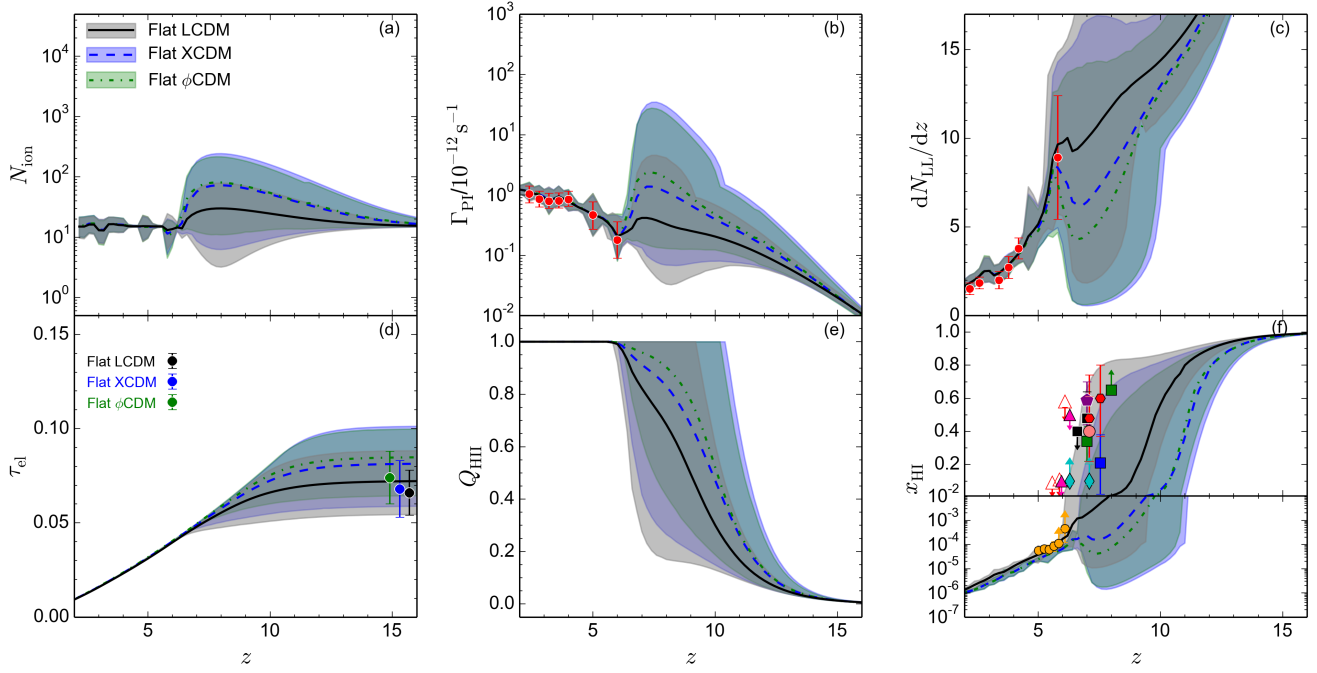 (a)
Flat LCDM
Flat XCDM
Flat ϕCDM
N_ion
10^4
10^3
10^2
10^1
10^0
(b)
Γ_PI/10^−12 s^−1
10^3
10^2
10^1
10^0
10^-1
10^-2
(c)
dN_LL/dz
15
10
5
0
(d)
Flat LCDM
Flat XCDM
Flat ϕCDM
τ_el
0.15
0.10
0.05
0.00
5 10 15
z
(e)
Q_HII
1.0
0.8
0.6
0.4
0.2
0.0
5 10 15
z
(f)
x_HI
1.0
0.8
0.6
0.4
0.2
10^-2
10^-3
10^-4
10^-5
10^-6
10^-7
5 10 15
z